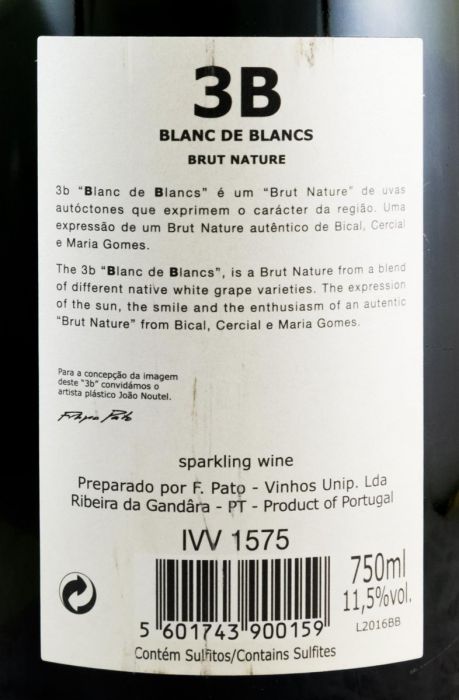 3B
BLANC DE BLANCS
BRUT NATURE
3b “Blanc de Blancs” é um “Brut Nature” de uvas
autóctones que exprimem o carácter da região. Uma
expressão de um Brut Nature autêntico de Bical, Cercial
e Maria Gomes.
The 3b “Blanc de Blancs”, is a Brut Nature from a blend
of different native white grape varieties. The expression
of the sun, the smile and the enthusiasm of an autentic
“Brut Nature” from Bical, Cercial e Maria Gomes.
Para a concepção da imagem
deste “3b” convidámos o
artista plástico João Noutel.
Filipa Pato
sparkling wine
Preparado por F. Pato - Vinhos Unip. Lda
Ribeira da Gandâra - PT - Product of Portugal
IVV 1575
750ml
11,5%vol.
L2016BB
5 601743 900159
Contém Sulfitos/Contains Sulfites